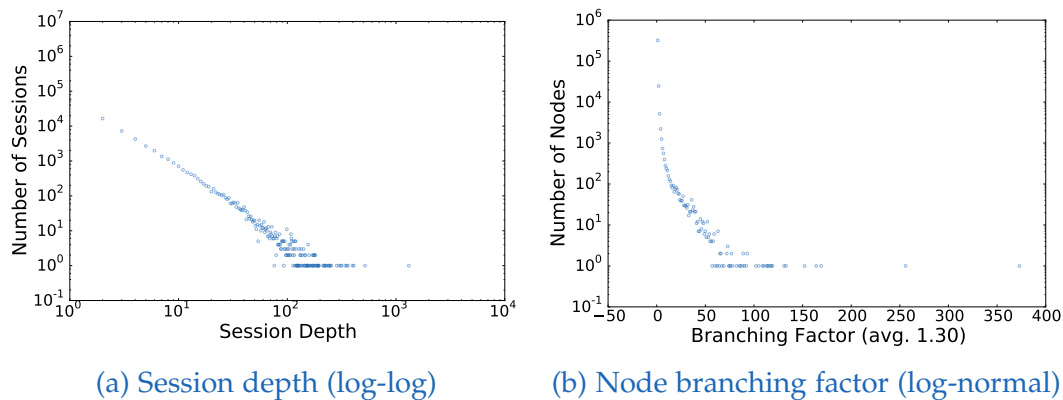 10^7
10^6
10^5
10^4
10^3
10^2
10^1
10^0
10^-1
Number of Sessions
10^0 10^1 10^2 10^3 10^4
Session Depth
(a) Session depth (log-log)
10^6
10^5
10^4
10^3
10^2
10^1
10^0
10^-1
Number of Nodes
−50 0 50 100 150 200 250 300 350 400
Branching Factor (avg. 1.30)
(b) Node branching factor (log-normal)